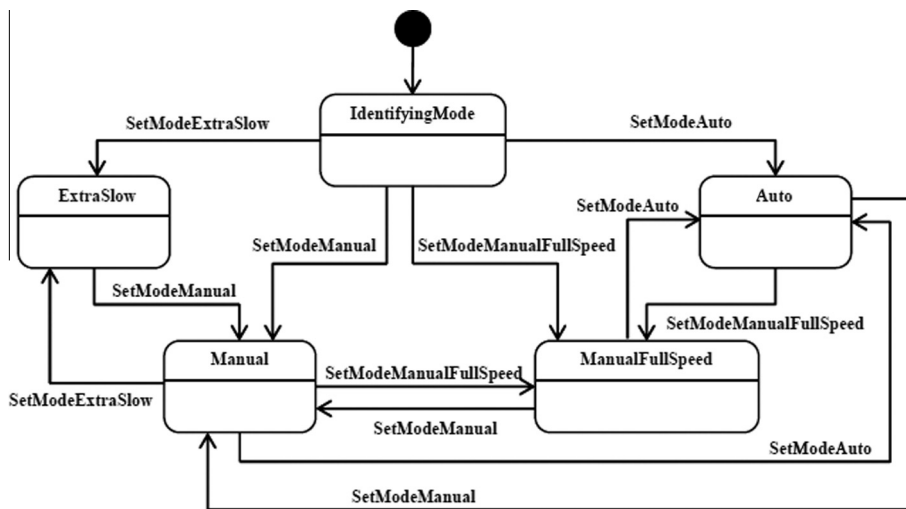 IdentifyingMode
SetModeExtraSlow
SetModeAuto
ExtraSlow
Auto
SetModeAuto
SetModeManual
SetModeManualFullSpeed
SetModeManual
SetModeManualFullSpeed
Manual
ManualFullSpeed
SetModeManualFullSpeed
SetModeExtraSlow
SetModeManual
SetModeAuto
SetModeManual